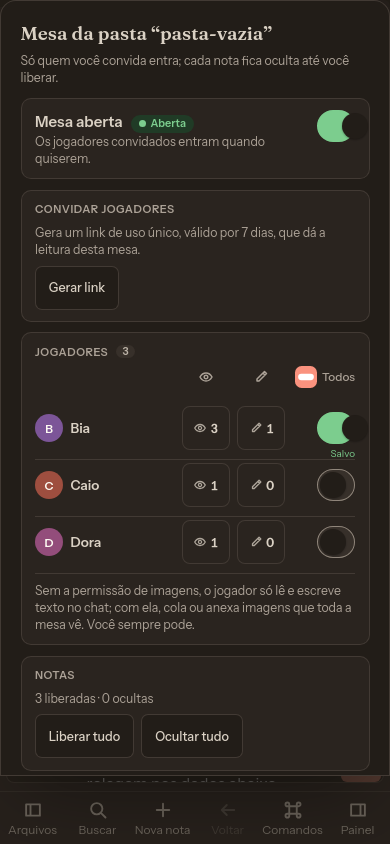 Mesa da pasta “pasta-vazia”
Só quem você convida entra; cada nota fica oculta até você
liberar.
Mesa aberta Aberta
Os jogadores convidados entram quando
quiserem.
CONVIDAR JOGADORES
Gera um link de uso único, válido por 7 dias, que dá a
leitura desta mesa.
Gerar link
JOGADORES 3
Todos
B Bia 3 1
Salvo
C Caio 1 0
D Dora 1 0
Sem a permissão de imagens, o jogador só lê e escreve
texto no chat; com ela, cola ou anexa imagens que toda a
mesa vê. Você sempre pode.
NOTAS
3 liberadas · 0 ocultas
Liberar tudo Ocultar tudo
Arquivos Buscar Nova nota Voltar Comandos Painel